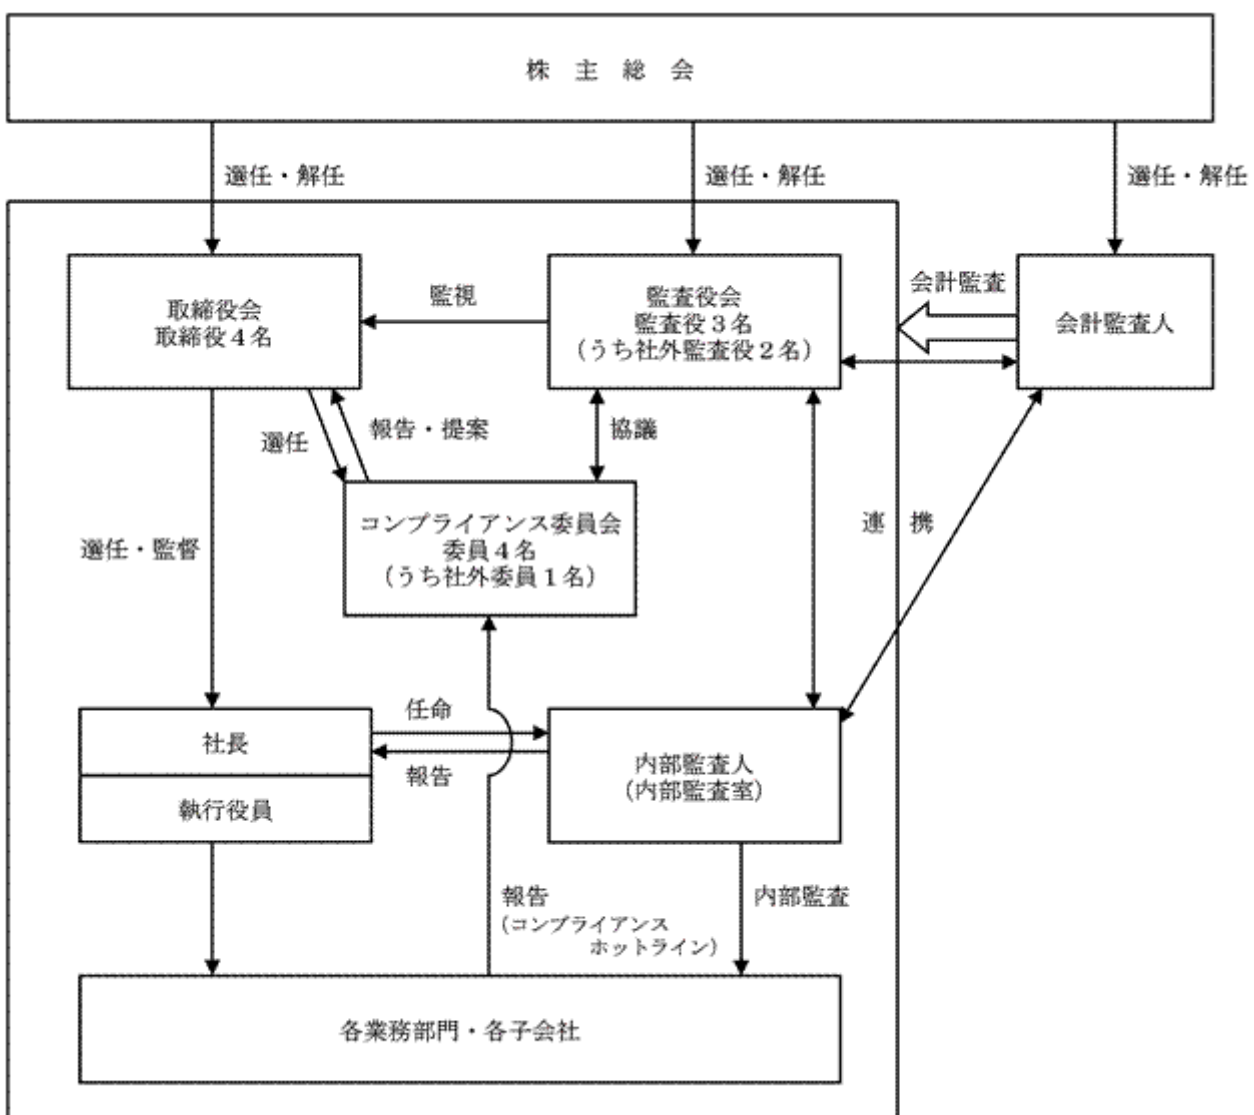 株 主 総 会
選任・解任
選任・解任
選任・解任
取締役会
取締役4名
監視
監査役会
監査役3名
（うち社外監査役2名）
会計監査
会計監査人
選任
報告・提案
協議
コンプライアンス委員会
委員4名
（うち社外委員1名）
選任・監督
連 携
社長
執行役員
任命
報告
内部監査人
（内部監査室）
報告
（コンプライアンス
ホットライン）
内部監査
各業務部門・各子会社